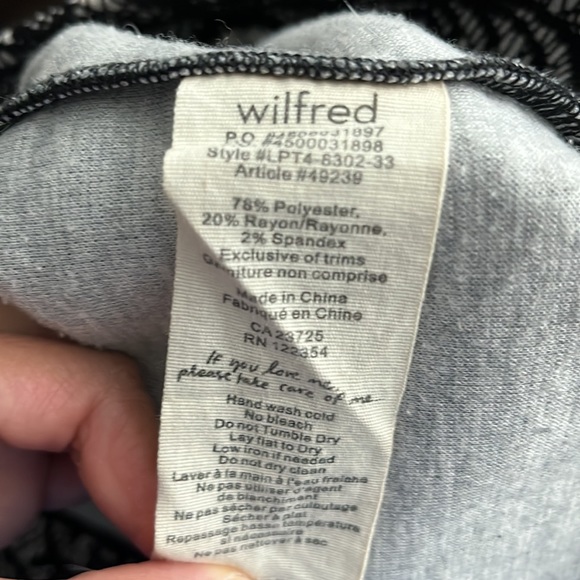 wilfred
P.O. #4500031897
#4500031898
Style #LPT4-8302-33
Article #49239
78% Polyester,
20% Rayon/Rayonne,
2% Spandex
Exclusive of trims
Garniture non comprise
Made in China
Fabriqué en Chine
CA 23725
RN 122354
If you love me,
please take care of me
Hand wash cold
No bleach
Do not Tumble Dry
Lay flat to Dry
Low iron if needed
Do not dry clean
Laver à la main à l'eau fraîche
Ne pas utiliser d'agent
de blanchiment
Ne pas sécher par culbutage
Sécher à plat
Repassage basse température
si nécessaire
Ne pas nettoyer à sec